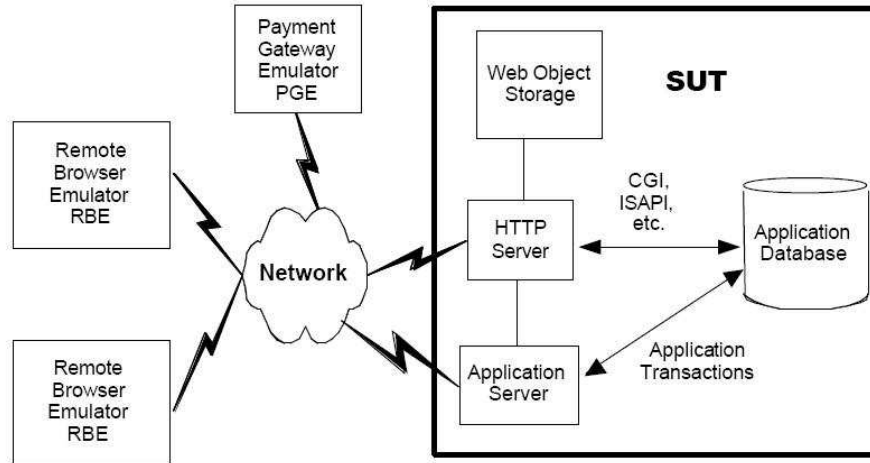 Payment
Gateway
Emulator
PGE
Web Object
Storage
SUT
Remote
Browser
Emulator
RBE
CGI,
ISAPI,
etc.
HTTP
Server
Application
Database
Network
Remote
Browser
Emulator
RBE
Application
Server
Application
Transactions